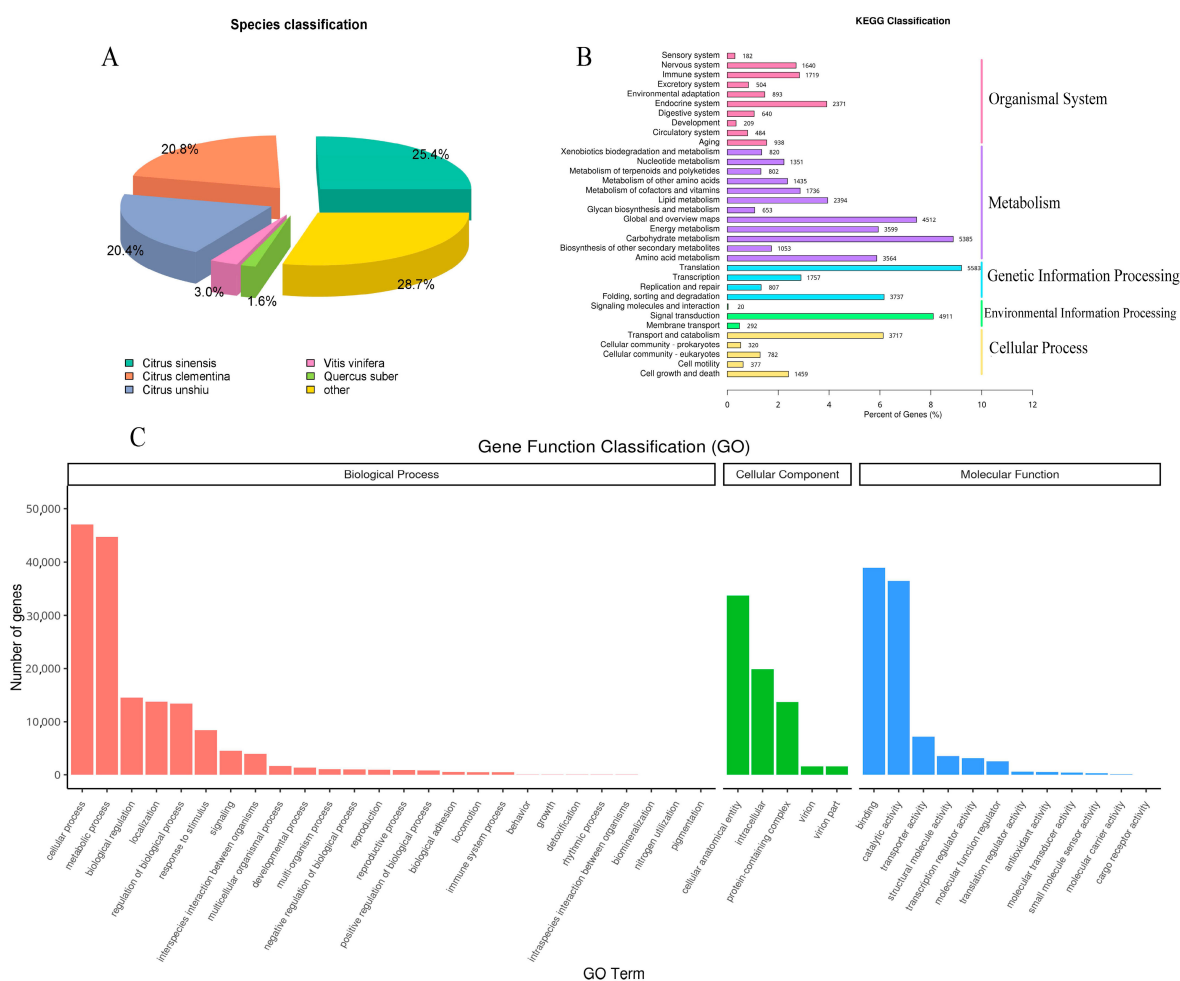 Species classification
A
20.8%
25.4%
20.4%
3.0%
1.6%
28.7%
Citrus sinensis
Citrus clementina
Citrus unshiu
Vitis vinifera
Quercus suber
other
KEGG Classification
B
Sensory system 182
Nervous system 1640
Immune system 1719
Excretory system 504
Environmental adaptation 893
Endocrine system 2371
Digestive system 640
Development 209
Circulatory system 484
Aging 938
Xenobiotics biodegradation and metabolism 820
Nucleotide metabolism 1351
Metabolism of terpenoids and polyketides 802
Metabolism of other amino acids 1435
Metabolism of cofactors and vitamins 1736
Lipid metabolism 2394
Glycan biosynthesis and metabolism 653
Global and overview maps 4512
Energy metabolism 3599
Carbohydrate metabolism 5385
Biosynthesis of other secondary metabolites 1053
Amino acid metabolism 3564
Translation 5583
Transcription 1757
Replication and repair 807
Folding, sorting and degradation 3737
Signaling molecules and interaction 20
Signal transduction 4911
Membrane transport 292
Transport and catabolism 3717
Cellular community - prokaryotes 320
Cellular community - eukaryotes 782
Cell motility 377
Cell growth and death 1459
Organismal System
Metabolism
Genetic Information Processing
Environmental Information Processing
Cellular Process
0 2 4 6 8 10 12
Percent of Genes (%)
C
Gene Function Classification (GO)
Biological Process
Cellular Component
Molecular Function
Number of genes
50,000
40,000
30,000
20,000
10,000
0
cellular process
metabolic process
biological regulation
localization
regulation of biological process
response to stimulus
signaling
interspecies interaction between organisms
multicellular organismal process
developmental process
multi-organism process
negative regulation of biological process
reproduction
reproductive process
positive regulation of biological process
biological adhesion
locomotion
immune system process
behavior
growth
detoxification
rhythmic process
intraspecies interaction between organisms
biomineralization
nitrogen utilization
pigmentation
cellular anatomical entity
intracellular
protein-containing complex
virion
virion part
binding
catalytic activity
transporter activity
structural molecule activity
transcription regulator activity
molecular function regulator
translation regulator activity
antioxidant activity
molecular transducer activity
small molecule sensor activity
molecular carrier activity
cargo receptor activity
GO Term